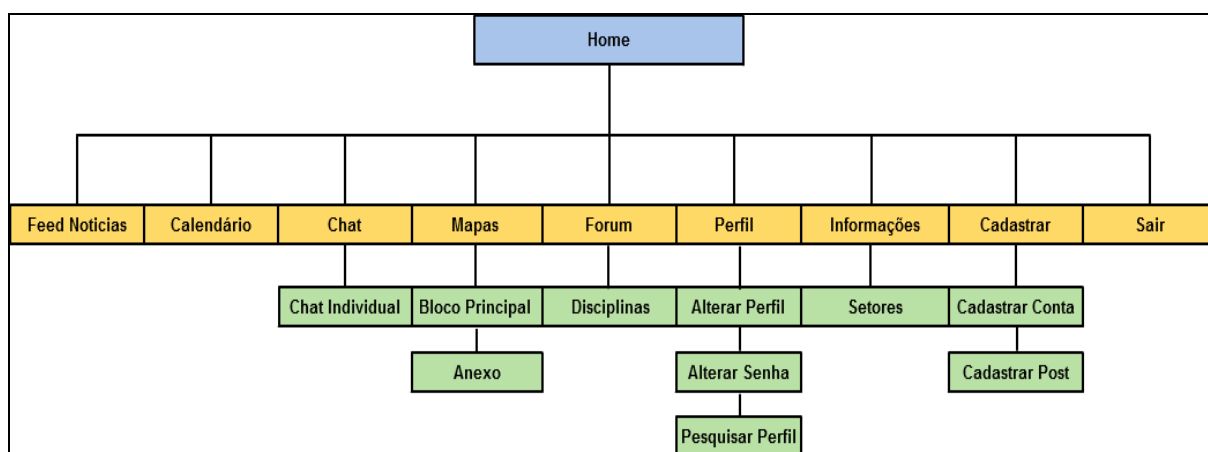 Home
Feed Noticias
Calendário
Chat
Mapas
Forum
Perfil
Informações
Cadastrar
Sair
Chat Individual
Bloco Principal
Disciplinas
Alterar Perfil
Setores
Cadastrar Conta
Anexo
Alterar Senha
Cadastrar Post
Pesquisar Perfil